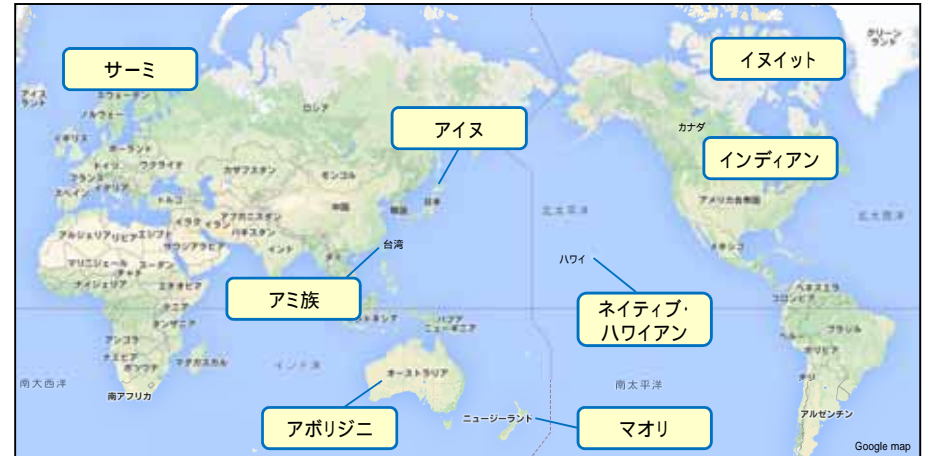 サーミ
イヌイット
グリーン
ランド
アイス
ランド
スウェーデン
ノルウェー
ロシア
アイヌ
カナダ
イギリス
ポーランド
インディアン
ドイツ
ウクライナ
カザフスタン
モンゴル
フランス
スペイン
イタリア
トルコ
中国
韓国
日本
北太平洋
アメリカ合衆国
北大西洋
イラク
イラン
アフガニスタン
パキスタン
アルジェリア
リビア
エジプト
サウジアラビア
インド
台湾
メキシコ
ハワイ
マリ
ニジェール
チャド
スーダン
タイ
ナイジェリア
エチオピア
アミ族
ベネズエラ
コロンビア
ケニア
ネイティブ・
ハワイアン
インドネシア
パプア
ニューギニア
タンザニア
ブラジル
ペルー
アンゴラ
ボリビア
ナミビア
ボツワナ
マダガスカル
インド洋
オーストラリア
チリ
南大西洋
南太平洋
南アフリカ
アボリジニ
ニュージーランド
マオリ
アルゼンチン
Google map